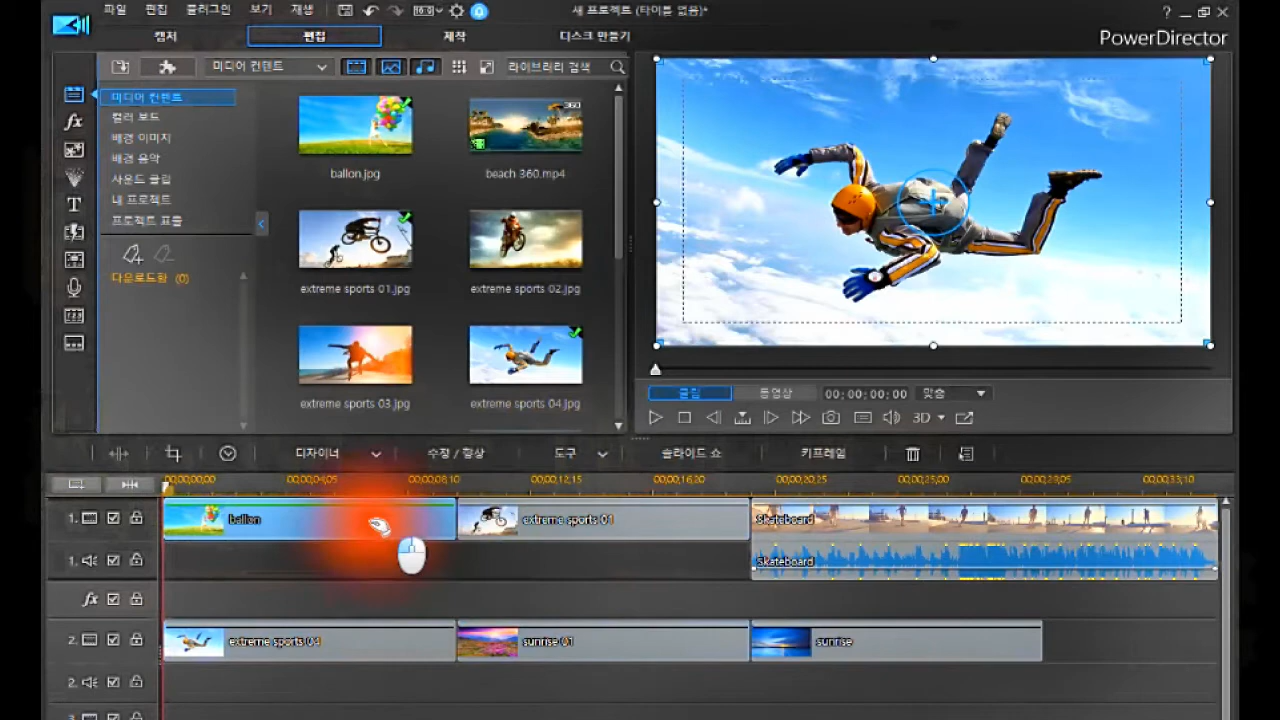 파일 편집 플러그인 보기 재생 새 프로젝트 (타이틀 없음)*
캡처 편집 제작 디스크 만들기 PowerDirector
미디어 컨텐트 라이브러리 검색
미디어 컨텐트
컬러 보드
배경 이미지
배경 음악
사운드 클립
내 프로젝트
프로젝트 표들
다운로드함 (0)
360
ballon.jpg beach 360.mp4
extreme sports 01.jpg extreme sports 02.jpg
extreme sports 03.jpg extreme sports 04.jpg
클립 동영상 00;00;00;00 맞춤
3D
디자이너 수정 / 향상 도구 슬라이드 쇼 키프레임
00;00;00;00 00;00;04;05 00;00;08;10 00;00;12;15 00;00;16;20 00;00;20;25 00;00;25;00 00;00;29;05 00;00;33;10
1. ballon extreme sports 01 Skateboard
1. Skateboard
fx
2. extreme sports 04 sunrise 01 sunrise
2.
3.